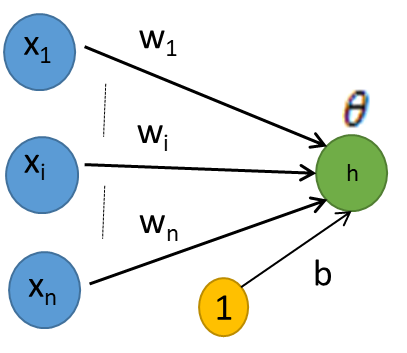 x₁
w₁
θ
xᵢ
wᵢ
h
wₙ
xₙ
1
b